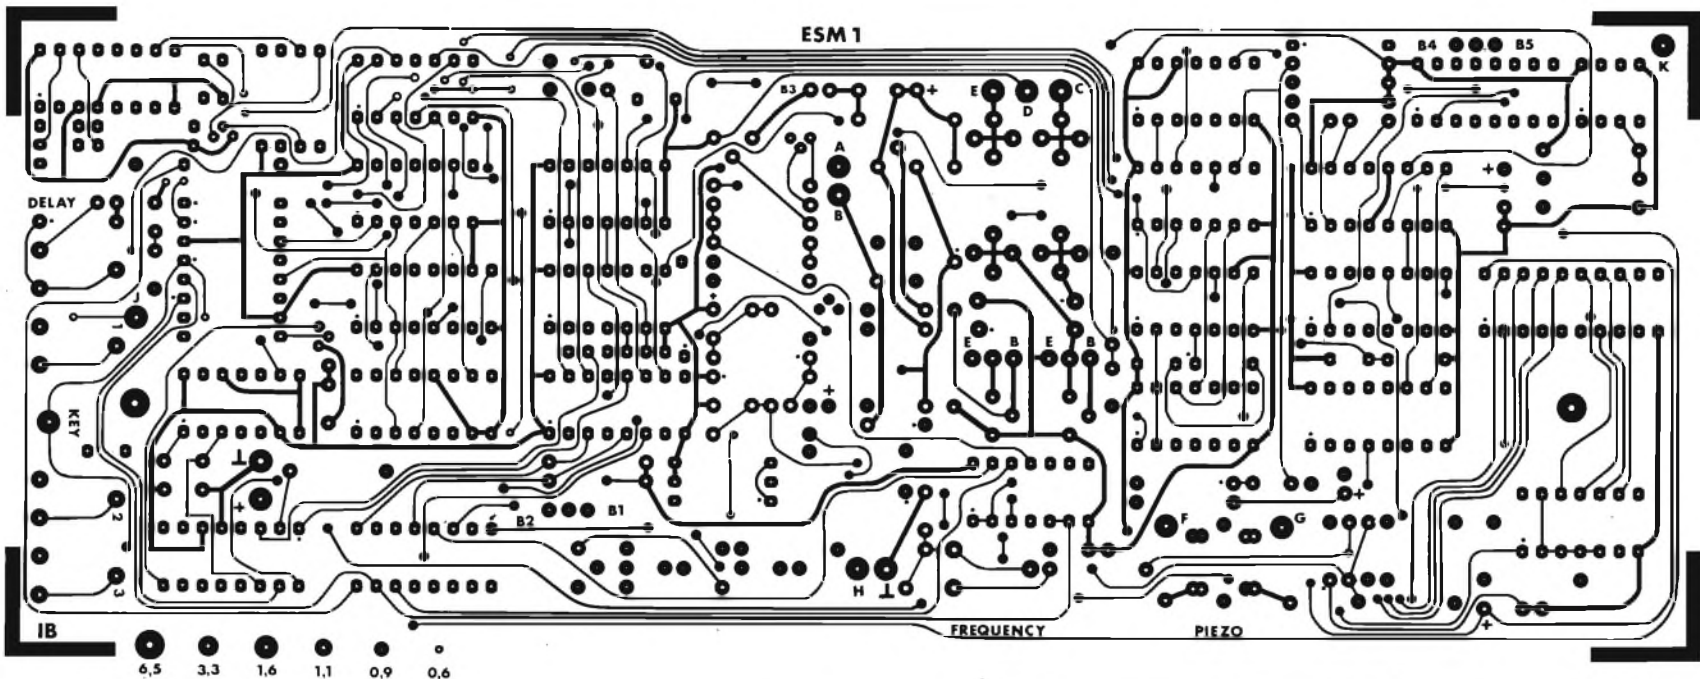 ESM 1
B4 B5
K
B3
+
E
C
D
A
DELAY
B
+
+
J
1
E B E B
+
KEY
⊥
+
+
2
B2 B1
F
G
3
H ⊥
IB
FREQUENCY
PIEZO
+
6,5 3,3 1,6 1,1 0,9 0,6